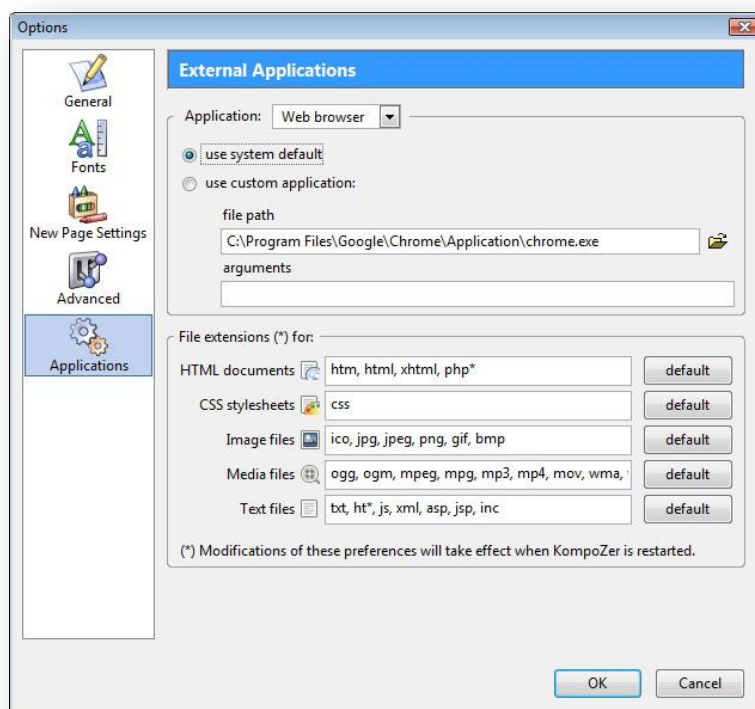 Options
General
Fonts
New Page Settings
Advanced
Applications
External Applications
Application: Web browser
use system default
use custom application:
file path
C:\Program Files\Google\Chrome\Application\chrome.exe
arguments
File extensions (*) for:
HTML documents htm, html, xhtml, php* default
CSS stylesheets css default
Image files ico, jpg, jpeg, png, gif, bmp default
Media files ogg, ogm, mpeg, mpg, mp3, mp4, mov, wma, default
Text files txt, ht*, js, xml, asp, jsp, inc default
(*) Modifications of these preferences will take effect when KompoZer is restarted.
OK Cancel